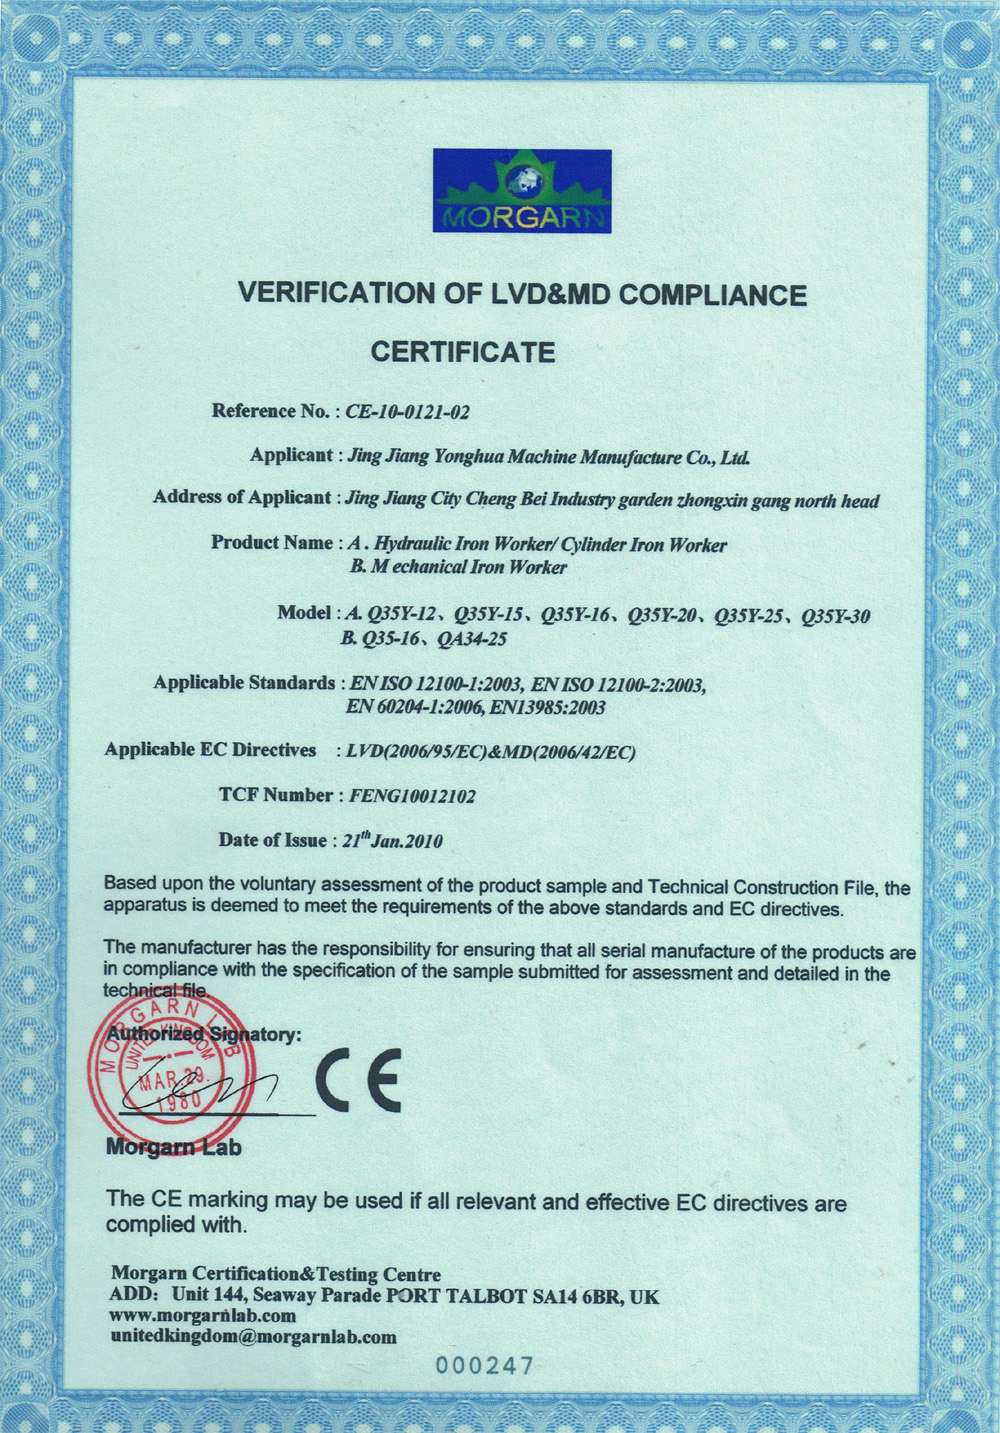 MORGARN
VERIFICATION OF LVD&MD COMPLIANCE
CERTIFICATE
Reference No. : CE-10-0121-02
Applicant : Jing Jiang Yonghua Machine Manufacture Co., Ltd.
Address of Applicant : Jing Jiang City Cheng Bei Industry garden zhongxin gang north head
Product Name : A . Hydraulic Iron Worker/ Cylinder Iron Worker
B. M echanical Iron Worker
Model : A. Q35Y-12、Q35Y-15、Q35Y-16、Q35Y-20、Q35Y-25、Q35Y-30
B. Q35-16、QA34-25
Applicable Standards : EN ISO 12100-1:2003, EN ISO 12100-2:2003,
EN 60204-1:2006, EN13985:2003
Applicable EC Directives : LVD(2006/95/EC)&MD(2006/42/EC)
TCF Number : FENG10012102
Date of Issue : 21th Jan.2010
Based upon the voluntary assessment of the product sample and Technical Construction File, the
apparatus is deemed to meet the requirements of the above standards and EC directives.
The manufacturer has the responsibility for ensuring that all serial manufacture of the products are
in compliance with the specification of the sample submitted for assessment and detailed in the
technical file.
MORGARN LAB
UNITED KINGDOM
MAR.29.
1980
Authorized Signatory:
CE
Morgarn Lab
The CE marking may be used if all relevant and effective EC directives are
complied with.
Morgarn Certification&Testing Centre
ADD: Unit 144, Seaway Parade PORT TALBOT SA14 6BR, UK
www.morgarnlab.com
unitedkingdom@morgarnlab.com
000247